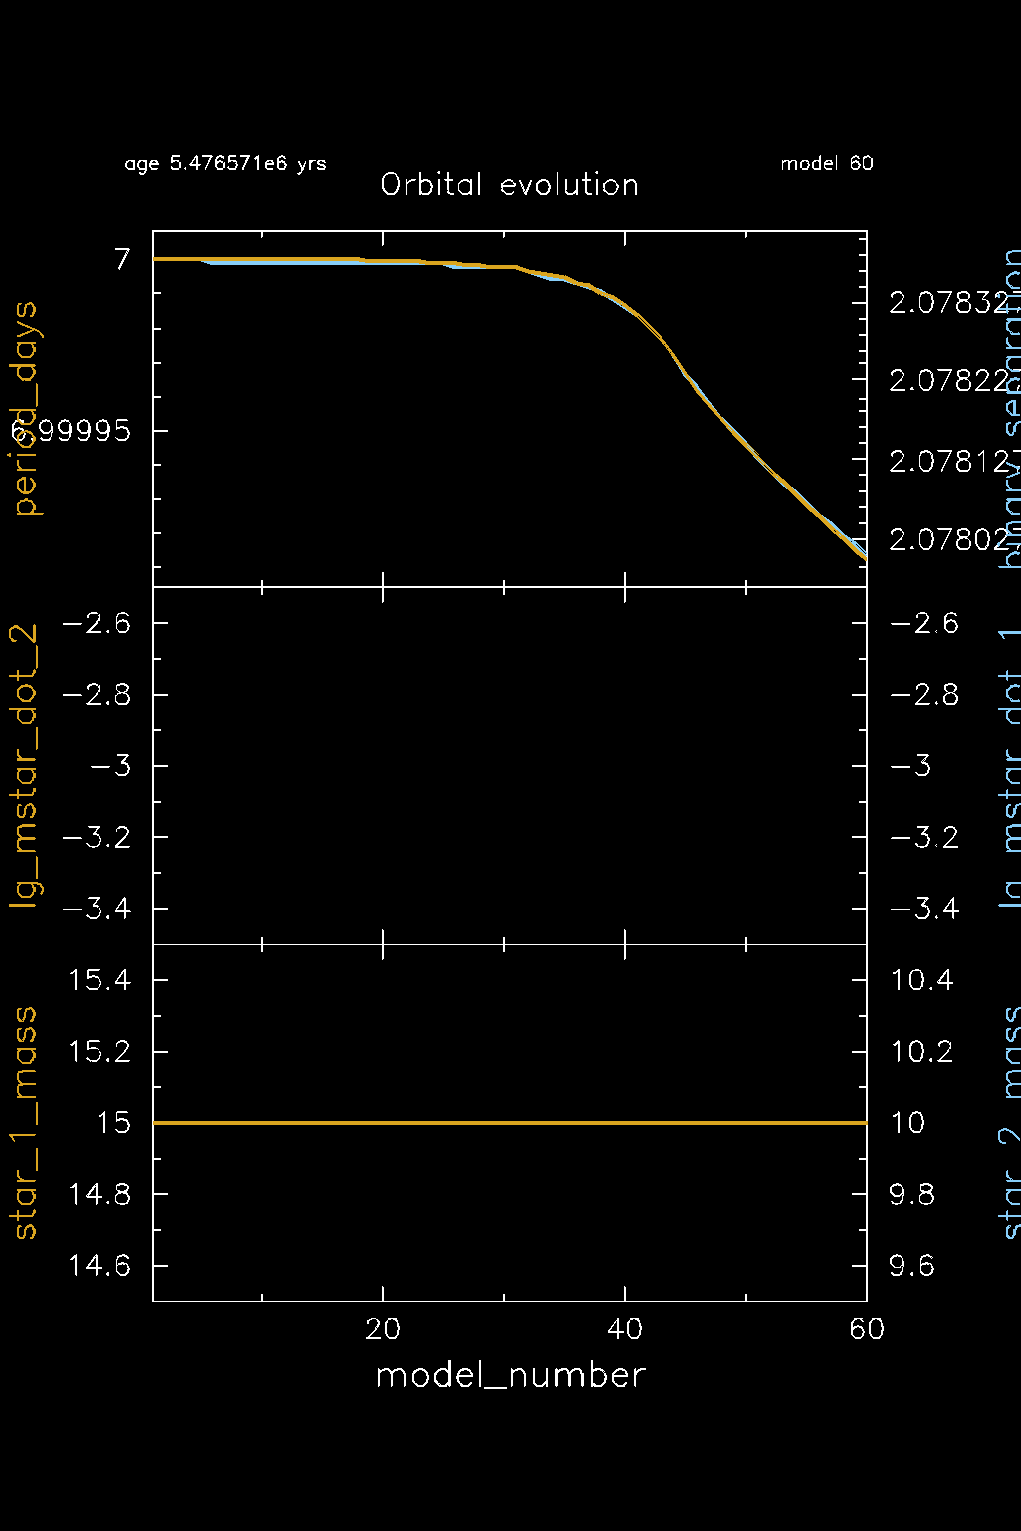 age 5.476571e6 yrs
model 60
Orbital evolution
period_days
7
6.99995
2.07832
2.07822
2.07812
2.07802
binary_separation
lg_mstar_dot_2
-2.6
-2.8
-3
-3.2
-3.4
-2.6
-2.8
-3
-3.2
-3.4
lg_mstar_dot_1
star_1_mass
15.4
15.2
15
14.8
14.6
10.4
10.2
10
9.8
9.6
star_2_mass
20
40
60
model_number